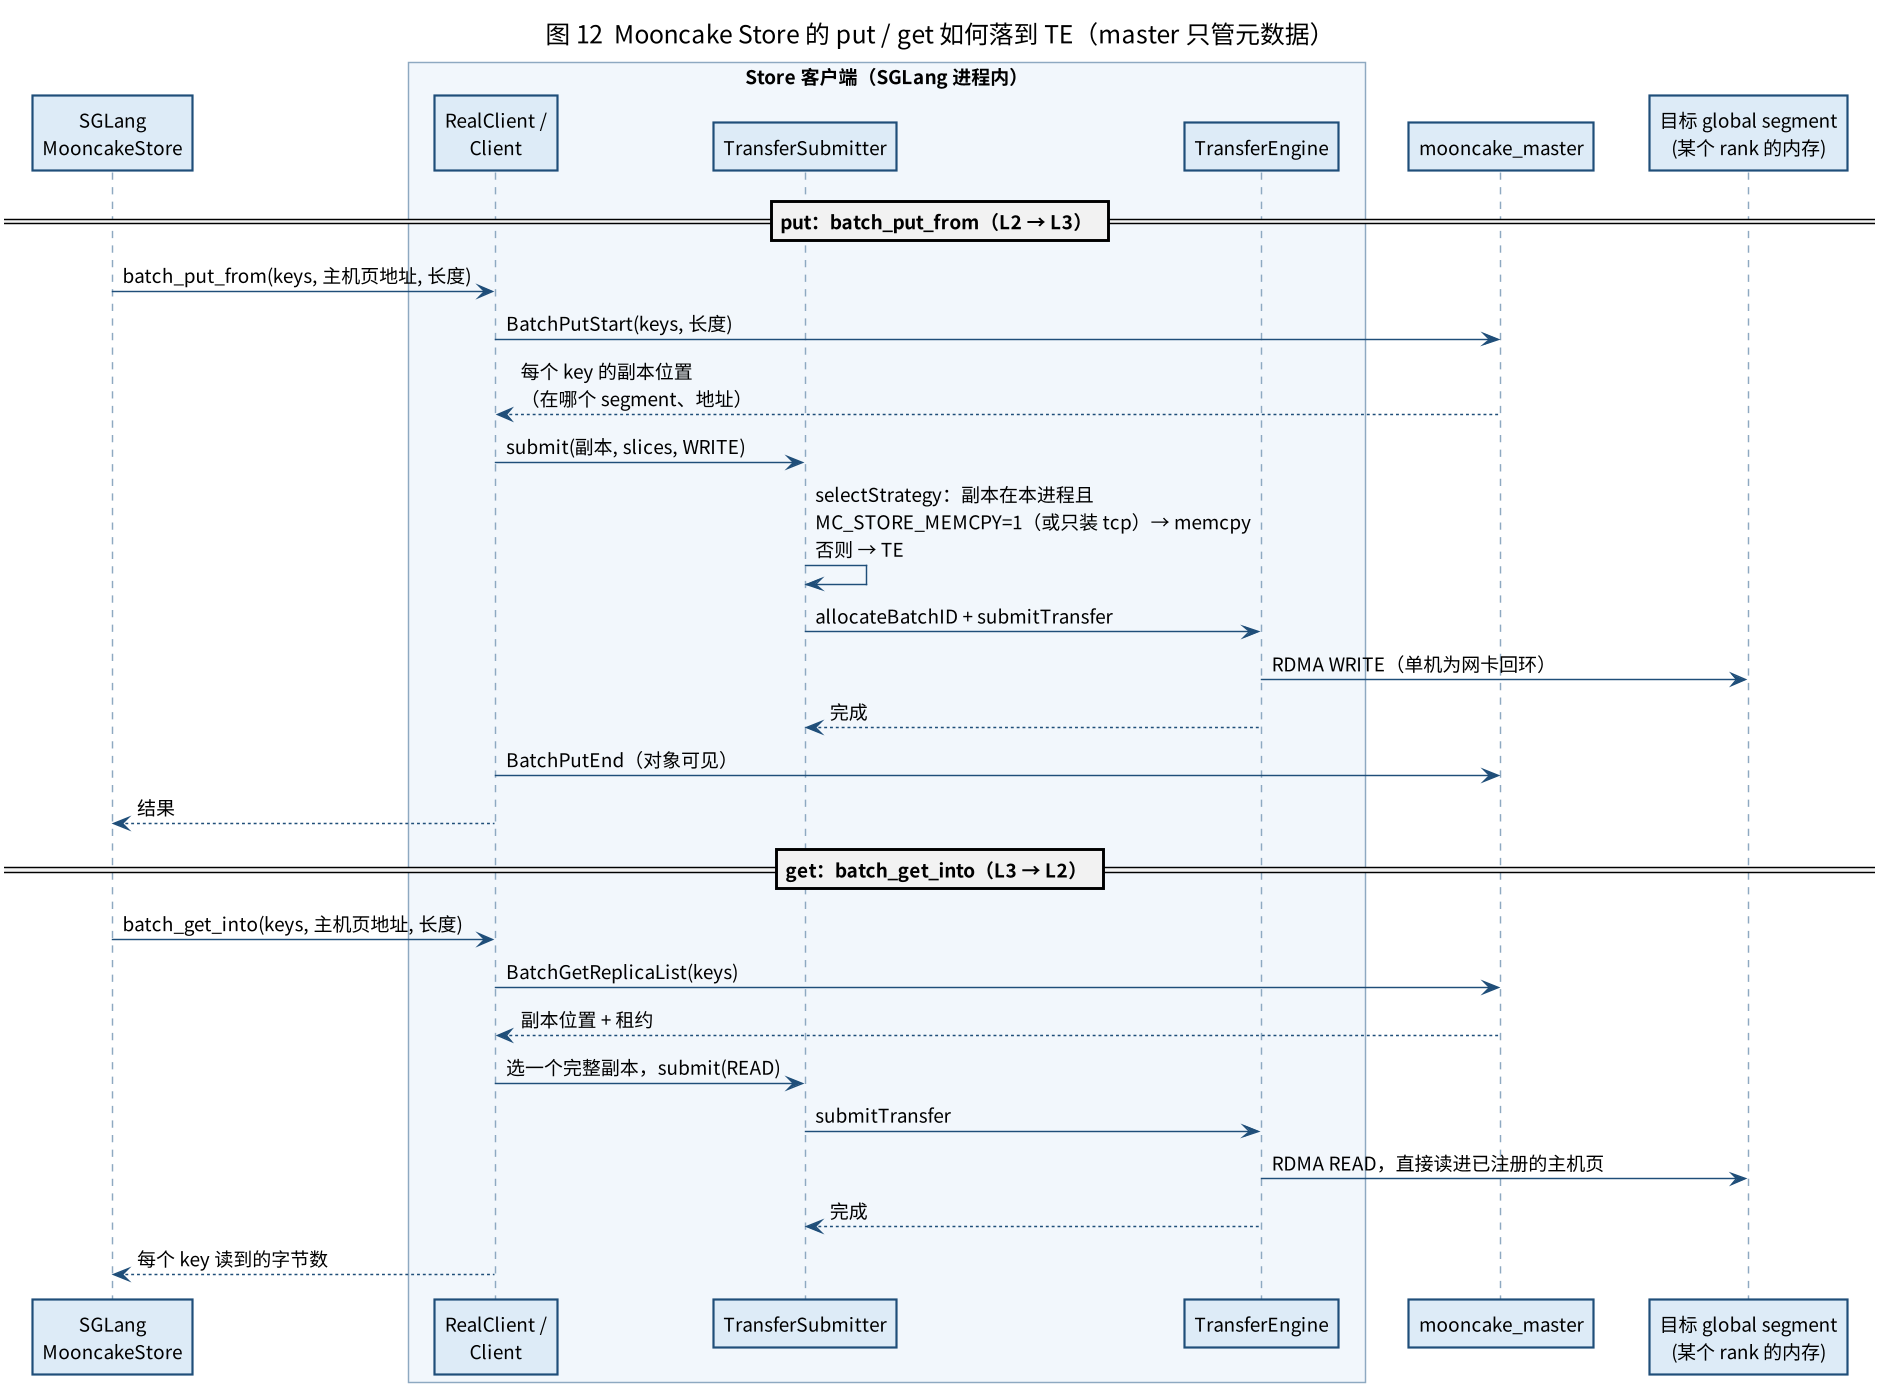 图 12  Mooncake Store 的 put / get 如何落到 TE（master 只管元数据）
Store 客户端（SGLang 进程内）
SGLang
MooncakeStore
RealClient /
Client
TransferSubmitter
TransferEngine
mooncake_master
目标 global segment
(某个 rank 的内存)
put：batch_put_from（L2 → L3）
batch_put_from(keys, 主机页地址, 长度)
BatchPutStart(keys, 长度)
每个 key 的副本位置
（在哪个 segment、地址）
submit(副本, slices, WRITE)
selectStrategy：副本在本进程且
MC_STORE_MEMCPY=1（或只装 tcp）→ memcpy
否则 → TE
allocateBatchID + submitTransfer
RDMA WRITE（单机为网卡回环）
完成
BatchPutEnd（对象可见）
结果
get：batch_get_into（L3 → L2）
batch_get_into(keys, 主机页地址, 长度)
BatchGetReplicaList(keys)
副本位置 + 租约
选一个完整副本，submit(READ)
submitTransfer
RDMA READ，直接读进已注册的主机页
完成
每个 key 读到的字节数
SGLang
MooncakeStore
RealClient /
Client
TransferSubmitter
TransferEngine
mooncake_master
目标 global segment
(某个 rank 的内存)